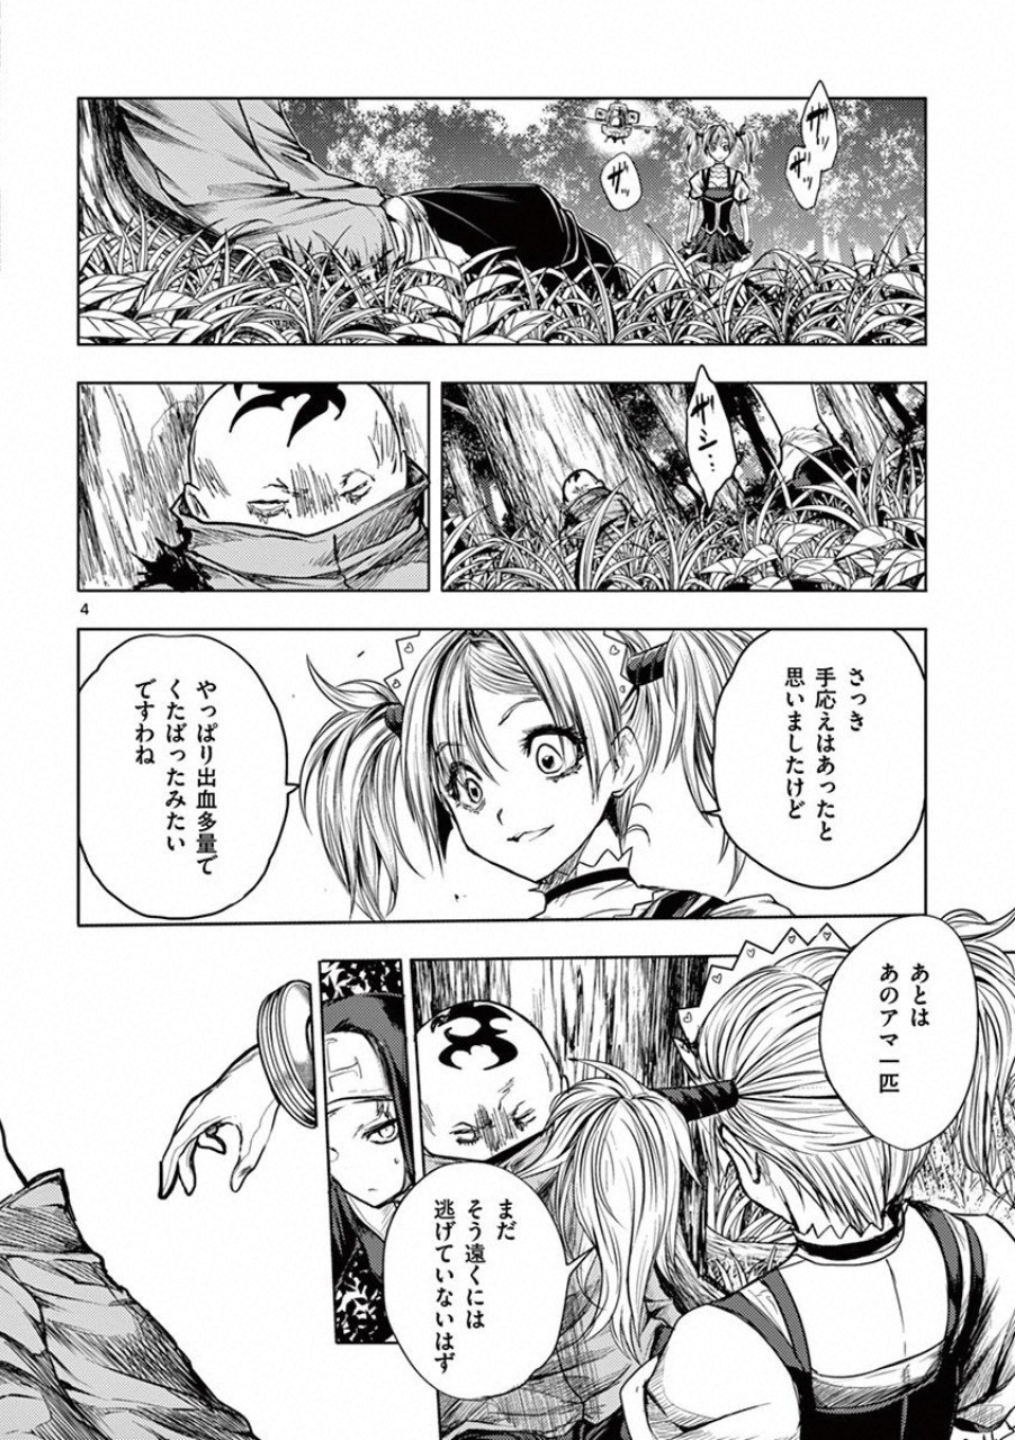 ザッ
ザッ
ザシ…
4
さっき
手応えはあったと
思いましたけど
やっぱり出血多量で
くたばったみたい
ですわね
あとは
あのアマ一匹
まだ
そう遠くには
逃げていないはず